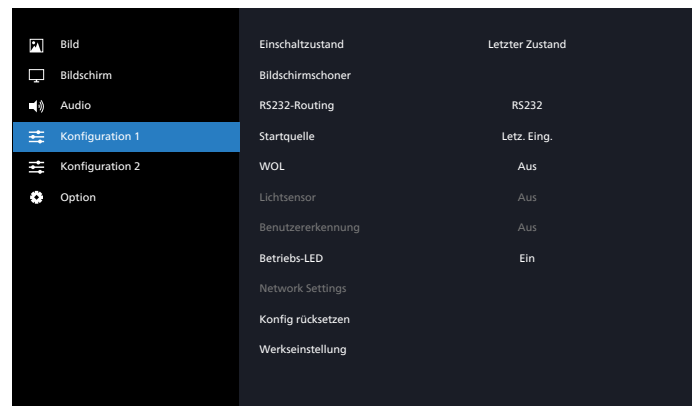 Bild
Bildschirm
Audio
Konfiguration 1
Konfiguration 2
Option
Einschaltzustand Letzter Zustand
Bildschirmschoner
RS232-Routing RS232
Startquelle Letz. Eing.
WOL Aus
Lichtsensor Aus
Benutzererkennung Aus
Betriebs-LED Ein
Network Settings
Konfig rücksetzen
Werkseinstellung